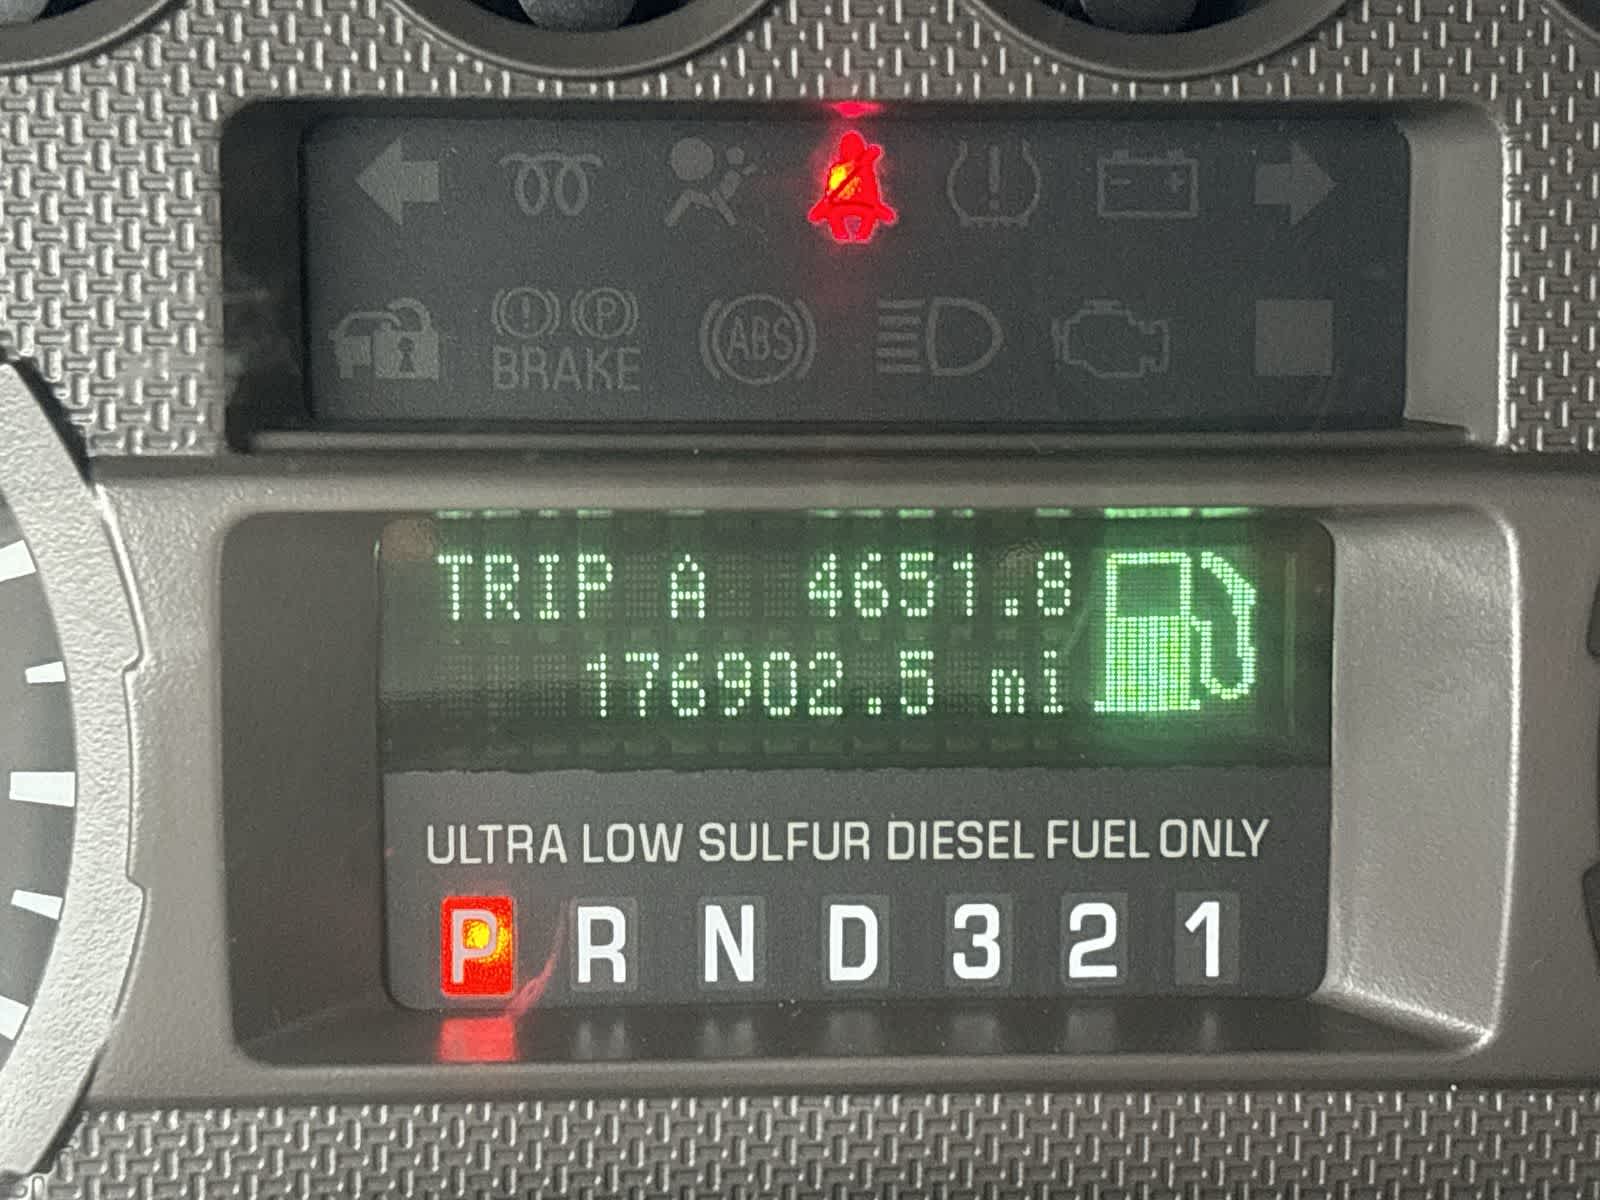 ! P
BRAKE
ABS
TRIP A 4651.8
176902.5 mi
ULTRA LOW SULFUR DIESEL FUEL ONLY
P R N D 3 2 1